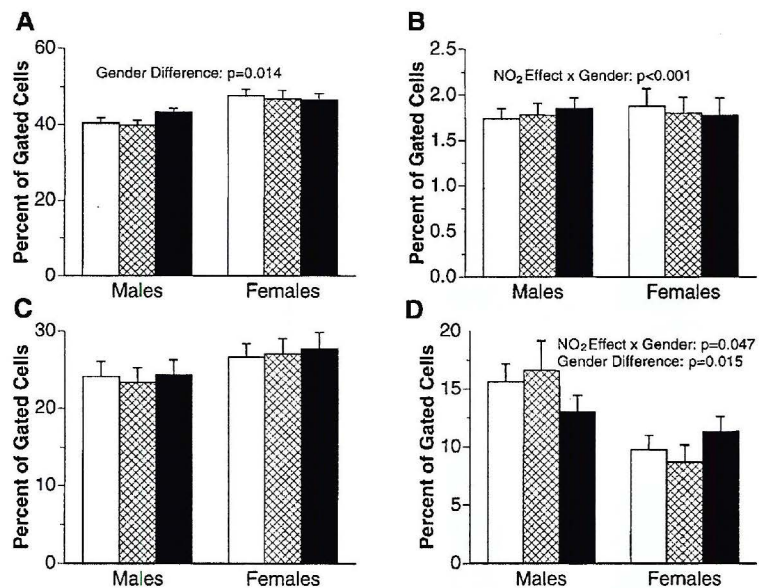 A
Percent of Gated Cells
60
40
20
0
Gender Difference: p=0.014
Males Females
B
Percent of Gated Cells
2.5
2.0
1.5
1.0
0.5
0.0
NO₂ Effect x Gender: p<0.001
Males Females
C
Percent of Gated Cells
30
20
10
0
Males Females
D
Percent of Gated Cells
20
15
10
5
0
NO₂ Effect x Gender: p=0.047
Gender Difference: p=0.015
Males Females